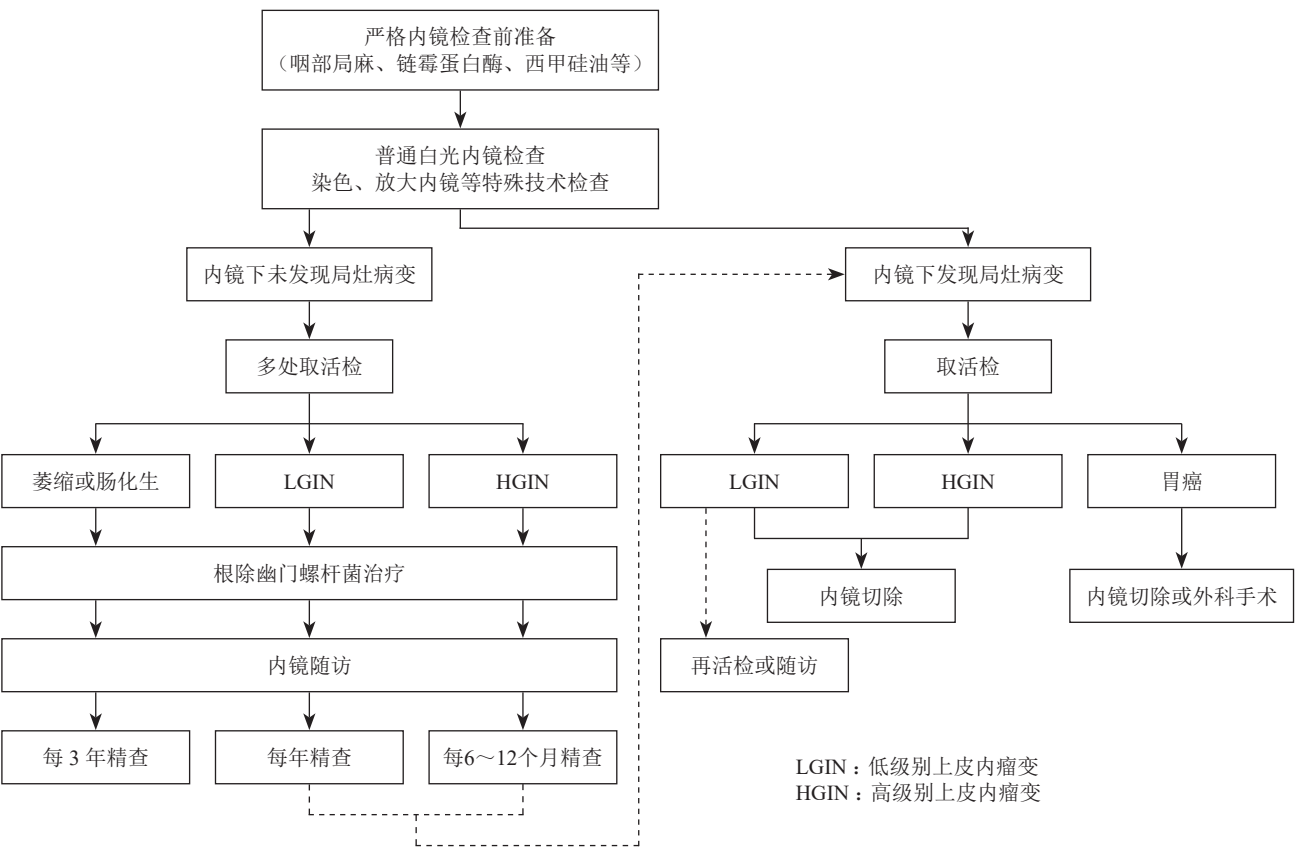 严格内镜检查前准备
（咽部局麻、链霉蛋白酶、西甲硅油等）
普通白光内镜检查
染色、放大内镜等特殊技术检查
内镜下未发现局灶病变
内镜下发现局灶病变
多处取活检
取活检
萎缩或肠化生
LGIN
HGIN
LGIN
HGIN
胃癌
根除幽门螺杆菌治疗
内镜切除
内镜切除或外科手术
内镜随访
再活检或随访
每 3 年精查
每年精查
每6～12个月精查
LGIN：低级别上皮内瘤变
HGIN：高级别上皮内瘤变